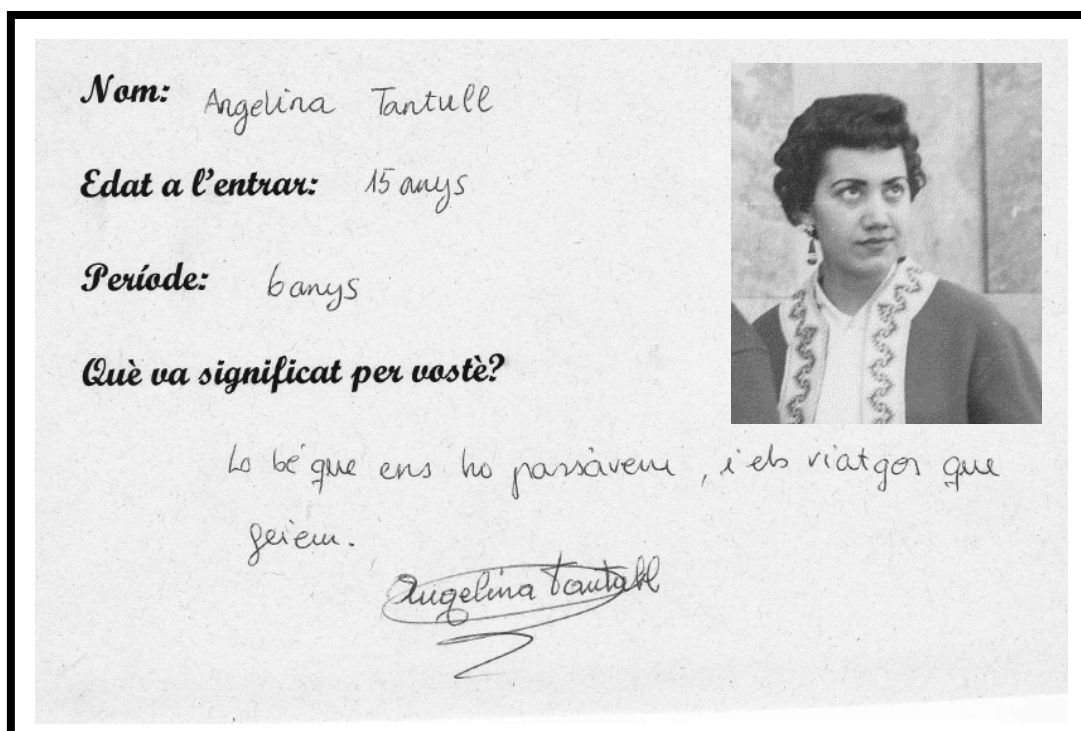 Nom: Angelina Tantull
Edat a l'entrar: 15 anys
Període: 6 anys
Què va significat per vostè?
Lo bé que ens ho passàvem, i els viatges que
feiem.
Angelina Tantull